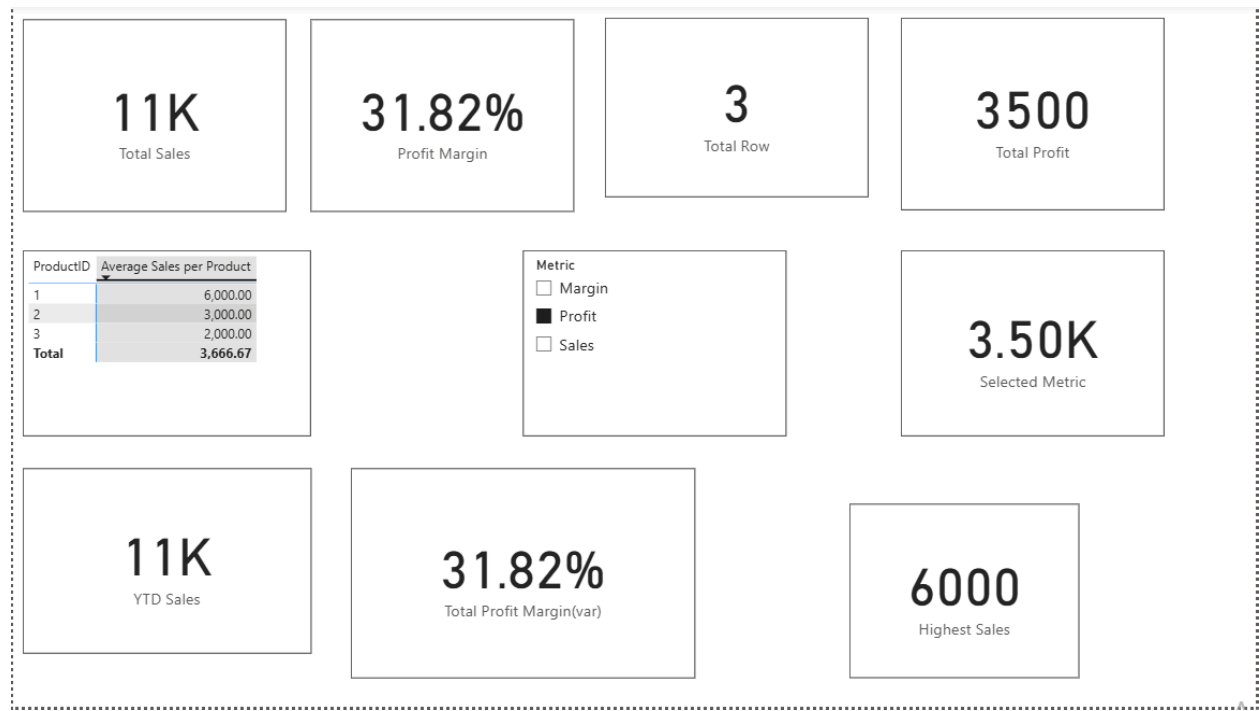 11K
Total Sales
31.82%
Profit Margin
3
Total Row
3500
Total Profit
ProductID Average Sales per Product
1 6,000.00
2 3,000.00
3 2,000.00
Total 3,666.67
Metric
Margin
Profit
Sales
3.50K
Selected Metric
11K
YTD Sales
31.82%
Total Profit Margin(var)
6000
Highest Sales